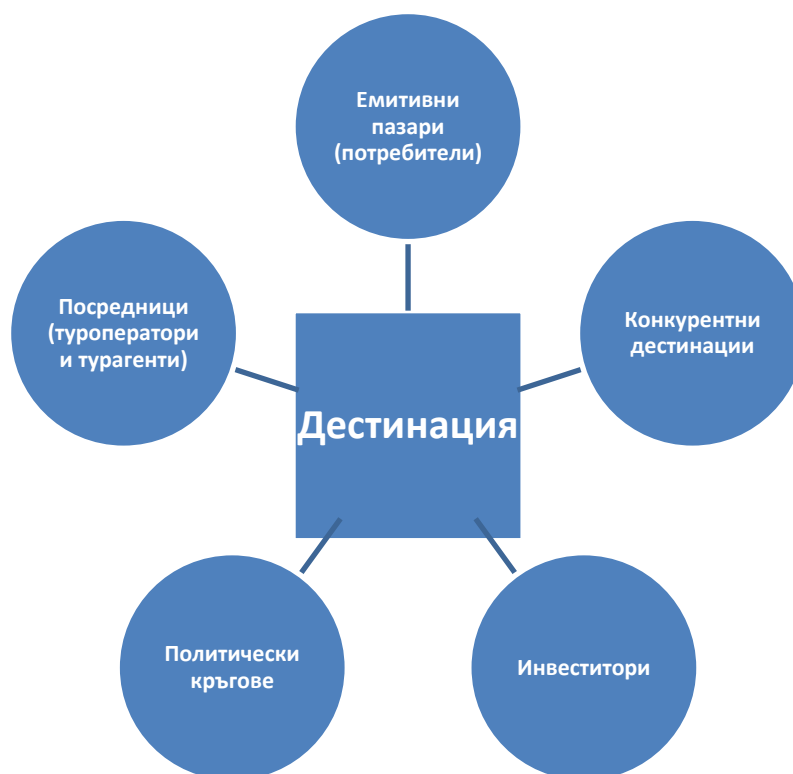 Емитивни
пазари
(потребители)
Посредници
(туроператори
и турагенти)
Конкурентни
дестинации
Дестинация
Политически
кръгове
Инвеститори